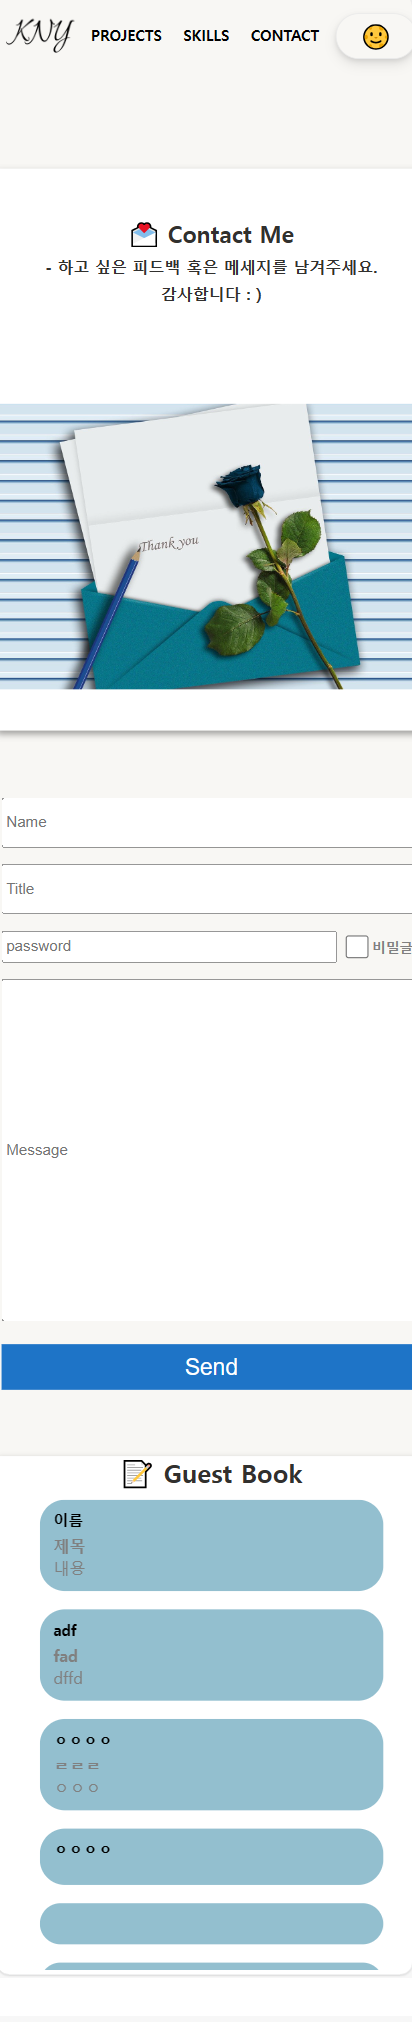 KNY PROJECTS SKILLS CONTACT
Contact Me
- 하고 싶은 피드백 혹은 메세지를 남겨주세요.
감사합니다 : )
Thank you
Name
Title
password 비밀글
Message
Send
Guest Book
이름
제목
내용
adf
fad
dffd
ㅇㅇㅇㅇ
ㄹㄹㄹ
ㅇㅇㅇ
ㅇㅇㅇㅇ